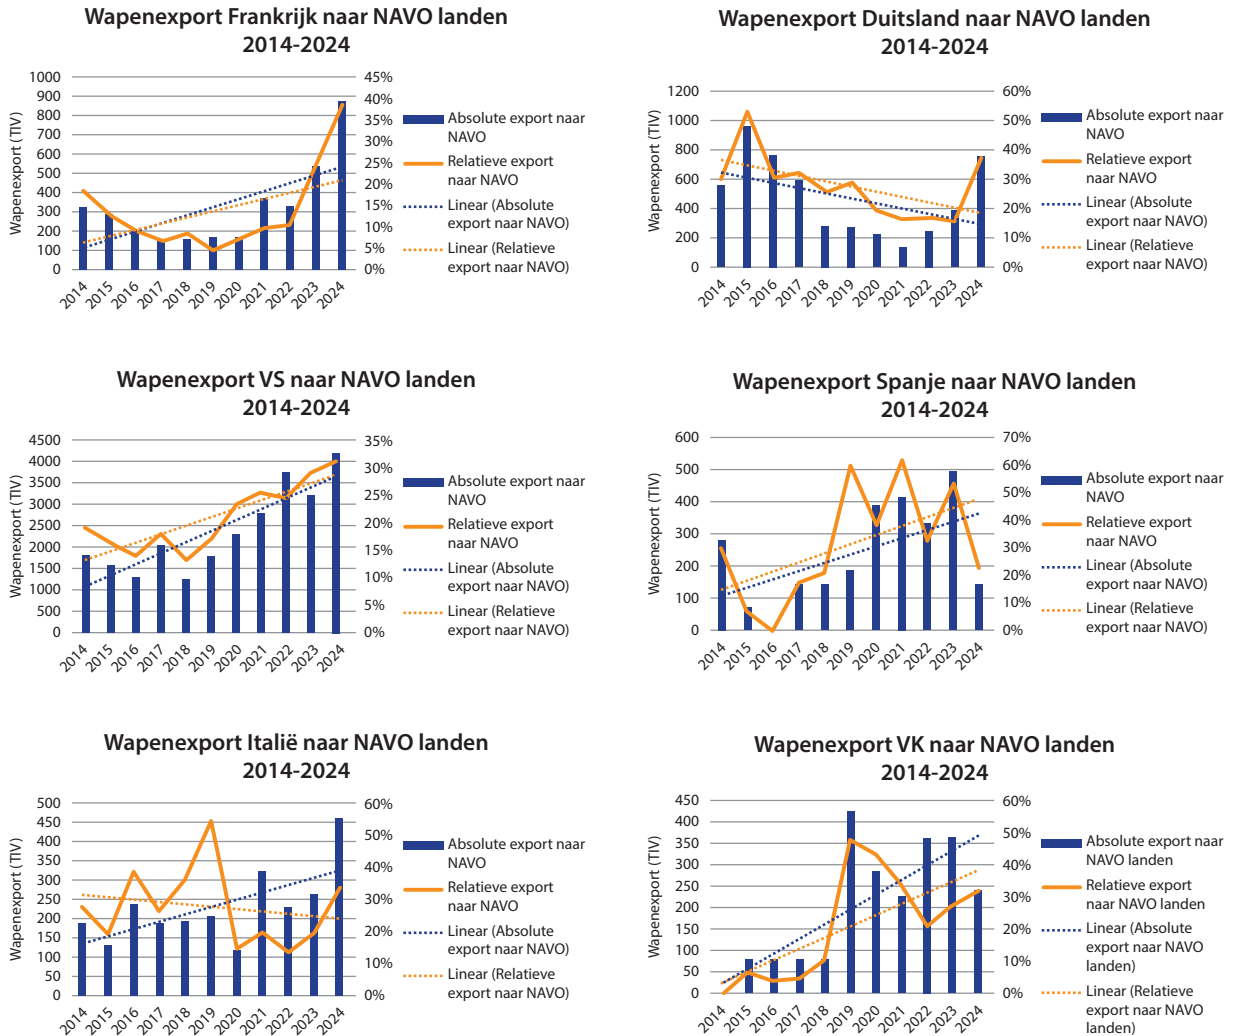 Wapenexport Frankrijk naar NAVO landen
2014-2024
Wapenexport (TIV)
1000
900
800
700
600
500
400
300
200
100
0
45%
40%
35%
30%
25%
20%
15%
10%
5%
0%
2014
2015
2016
2017
2018
2019
2020
2021
2022
2023
2024
Absolute export naar
NAVO
Relatieve export
naar NAVO
Linear (Absolute
export naar NAVO)
Linear (Relatieve
export naar NAVO)
Wapenexport Duitsland naar NAVO landen
2014-2024
Wapenexport (TIV)
1200
1000
800
600
400
200
0
60%
50%
40%
30%
20%
10%
0%
2014
2015
2016
2017
2018
2019
2020
2021
2022
2023
2024
Absolute export naar
NAVO
Relatieve export
naar NAVO
Linear (Absolute
export naar NAVO)
Linear (Relatieve
export naar NAVO)
Wapenexport VS naar NAVO landen
2014-2024
Wapenexport (TIV)
4500
4000
3500
3000
2500
2000
1500
1000
500
0
35%
30%
25%
20%
15%
10%
5%
0%
2014
2015
2016
2017
2018
2019
2020
2021
2022
2023
2024
Absolute export naar
NAVO
Relatieve export
naar NAVO
Linear (Absolute
export naar NAVO)
Linear (Relatieve
export naar NAVO)
Wapenexport Spanje naar NAVO landen
2014-2024
Wapenexport (TIV)
600
500
400
300
200
100
0
70%
60%
50%
40%
30%
20%
10%
0%
2014
2015
2016
2017
2018
2019
2020
2021
2022
2023
2024
Absolute export naar
NAVO
Relatieve export
naar NAVO
Linear (Absolute
export naar NAVO)
Linear (Relatieve
export naar NAVO)
Wapenexport Italië naar NAVO landen
2014-2024
Wapenexport (TIV)
500
450
400
350
300
250
200
150
100
50
0
60%
50%
40%
30%
20%
10%
0%
2014
2015
2016
2017
2018
2019
2020
2021
2022
2023
2024
Absolute export naar
NAVO
Relatieve export
naar NAVO
Linear (Absolute
export naar NAVO)
Linear (Relatieve
export naar NAVO)
Wapenexport VK naar NAVO landen
2014-2024
Wapenexport (TIV)
450
400
350
300
250
200
150
100
50
0
60%
50%
40%
30%
20%
10%
0%
2014
2015
2016
2017
2018
2019
2020
2021
2022
2023
2024
Absolute export naar
NAVO landen
Relatieve export
naar NAVO landen
Linear (Absolute
export naar NAVO
landen)
Linear (Relatieve
export naar NAVO
landen)